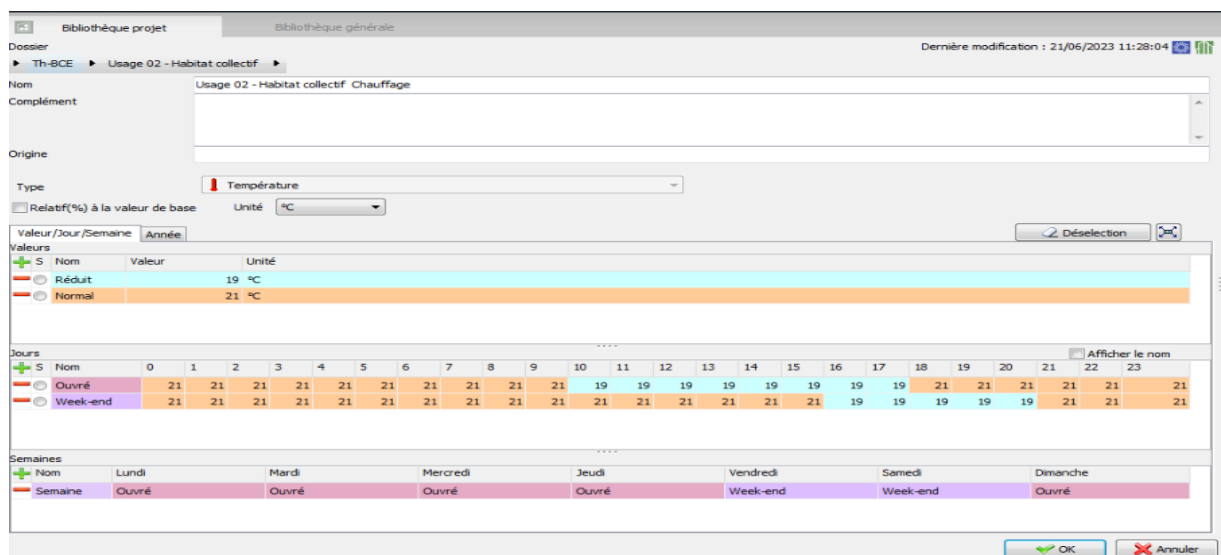 Bibliothèque projet Bibliothèque générale
Dossier Dernière modification : 21/06/2023 11:28:04
Th-BCE Usage 02 - Habitat collectif
Nom Usage 02 - Habitat collectif Chauffage
Complément
Origine
Type Température
Relatif(%) à la valeur de base Unité °C
Valeur/Jour/Semaine Année Déselection
Valeurs
S Nom Valeur Unité
Réduit 19 °C
Normal 21 °C
Jours Afficher le nom
S Nom 0 1 2 3 4 5 6 7 8 9 10 11 12 13 14 15 16 17 18 19 20 21 22 23
Ouvré 21 21 21 21 21 21 21 21 21 21 19 19 19 19 19 19 19 19 21 21 21 21 21 21
Week-end 21 21 21 21 21 21 21 21 21 21 21 21 21 21 21 21 19 19 19 19 19 21 21 21
Semaines
Nom Lundi Mardi Mercredi Jeudi Vendredi Samedi Dimanche
Semaine Ouvré Ouvré Ouvré Ouvré Week-end Week-end Ouvré
OK Annuler